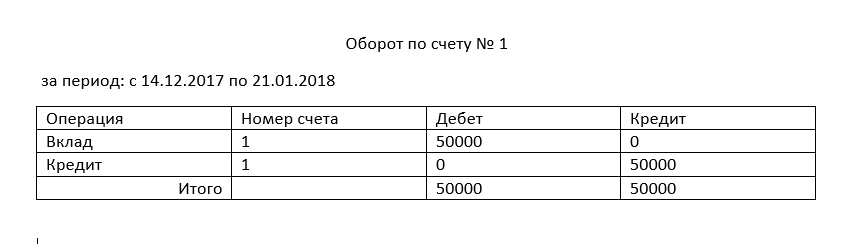 Оборот по счету № 1
за период: с 14.12.2017 по 21.01.2018
Операция Номер счета Дебет Кредит
Вклад 1 50000 0
Кредит 1 0 50000
Итого 50000 50000